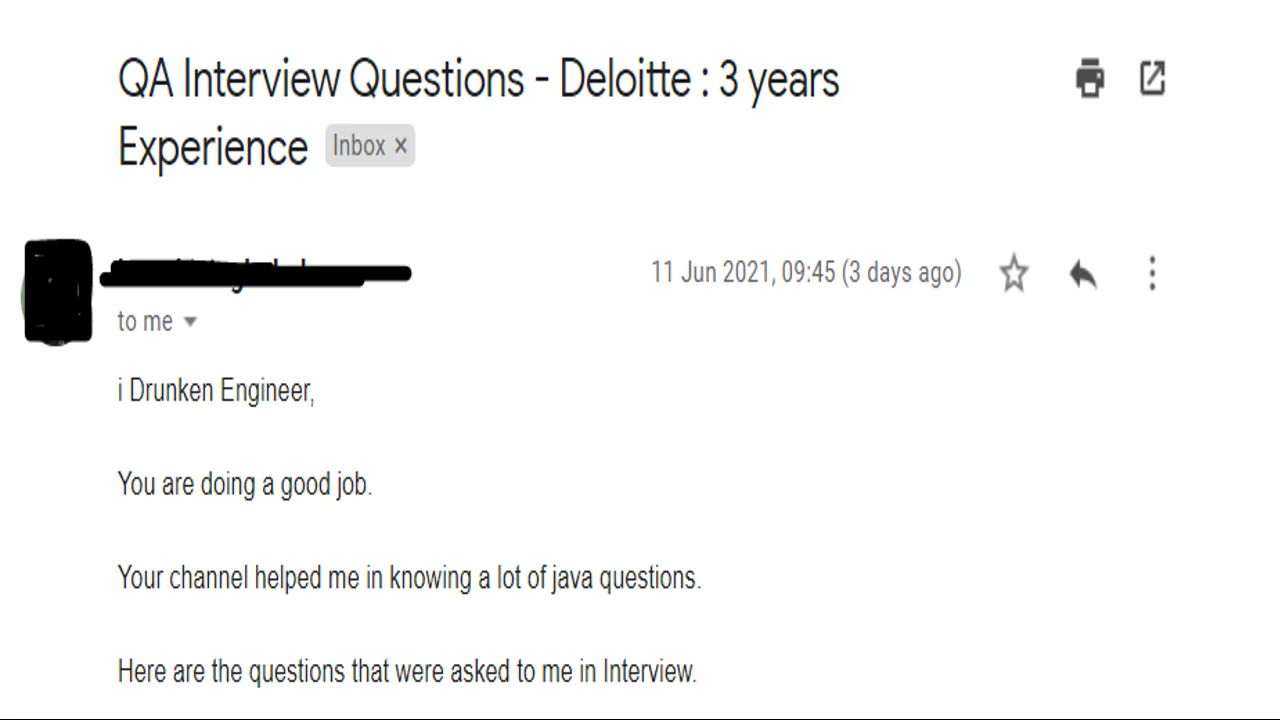 QA Interview Questions - Deloitte : 3 years
Experience Inbox ×
11 Jun 2021, 09:45 (3 days ago)
to me
i Drunken Engineer,
You are doing a good job.
Your channel helped me in knowing a lot of java questions.
Here are the questions that were asked to me in Interview.